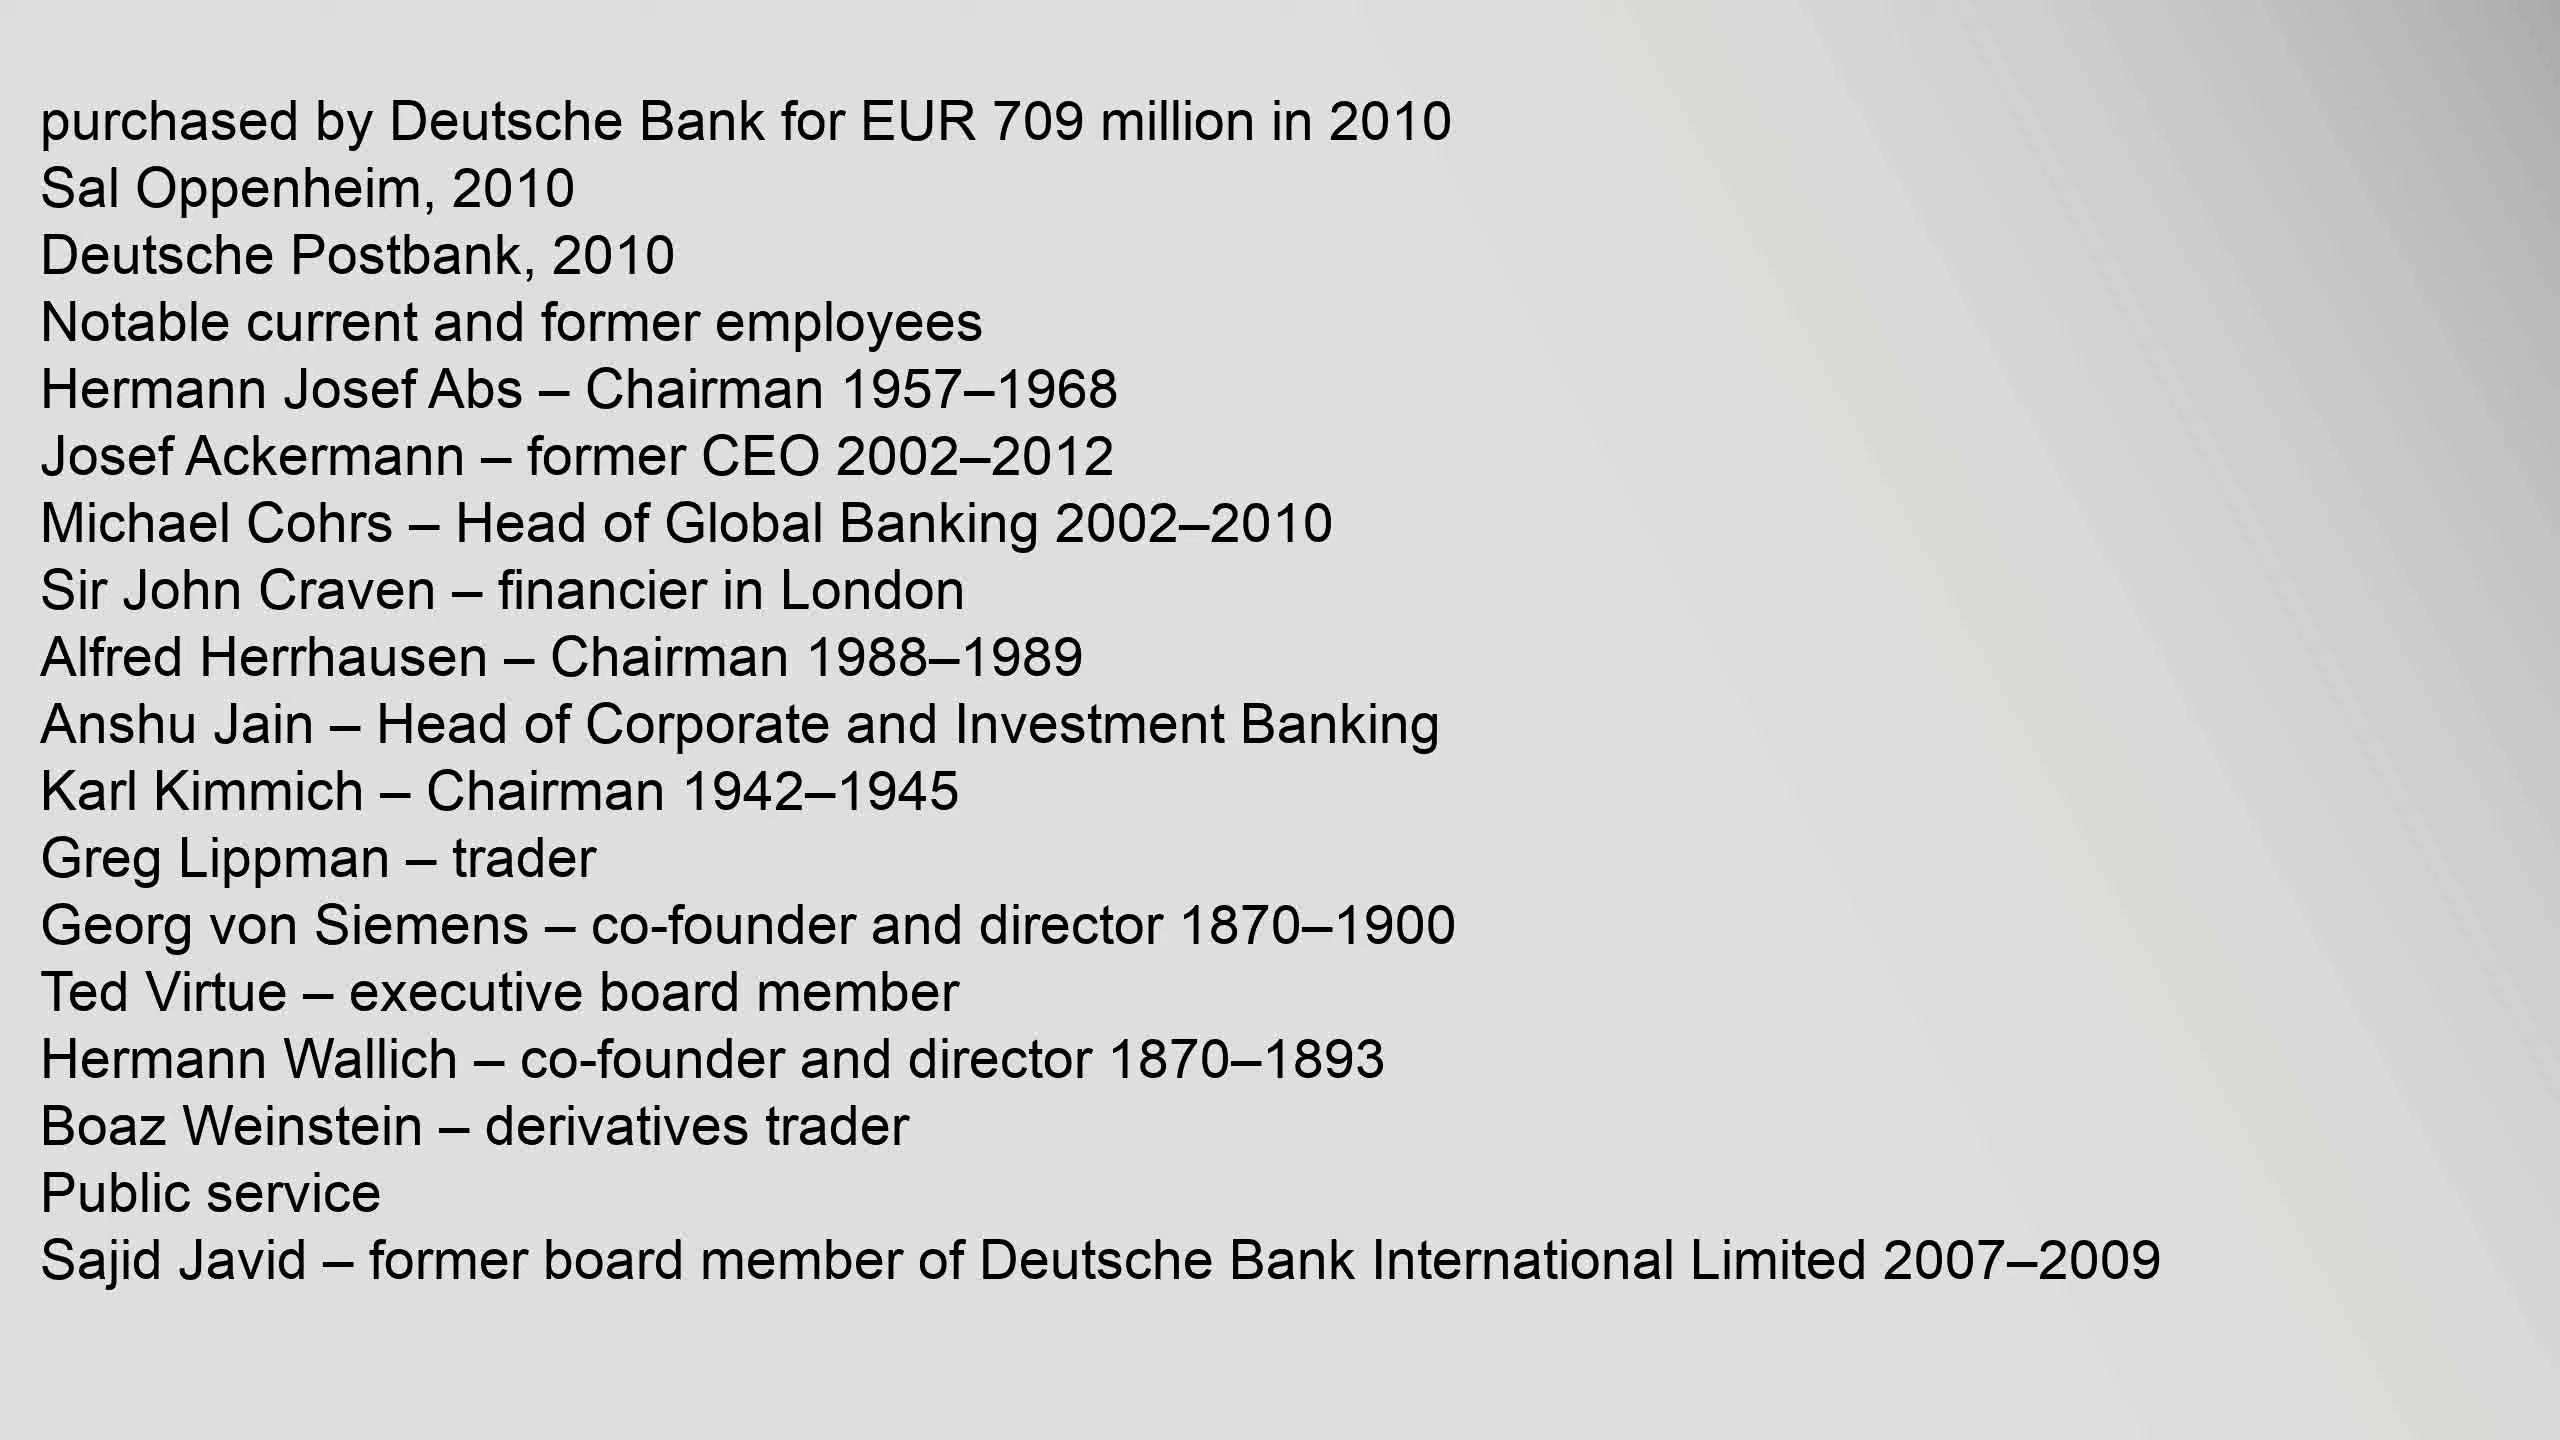 purchased by Deutsche Bank for EUR 709 million in 2010
Sal Oppenheim, 2010
Deutsche Postbank, 2010
Notable current and former employees
Hermann Josef Abs – Chairman 1957–1968
Josef Ackermann – former CEO 2002–2012
Michael Cohrs – Head of Global Banking 2002–2010
Sir John Craven – financier in London
Alfred Herrhausen – Chairman 1988–1989
Anshu Jain – Head of Corporate and Investment Banking
Karl Kimmich – Chairman 1942–1945
Greg Lippman – trader
Georg von Siemens – co-founder and director 1870–1900
Ted Virtue – executive board member
Hermann Wallich – co-founder and director 1870–1893
Boaz Weinstein – derivatives trader
Public service
Sajid Javid – former board member of Deutsche Bank International Limited 2007–2009